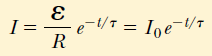 I = ℰ/R e^{-t/τ} = I₀e^{-t/τ}